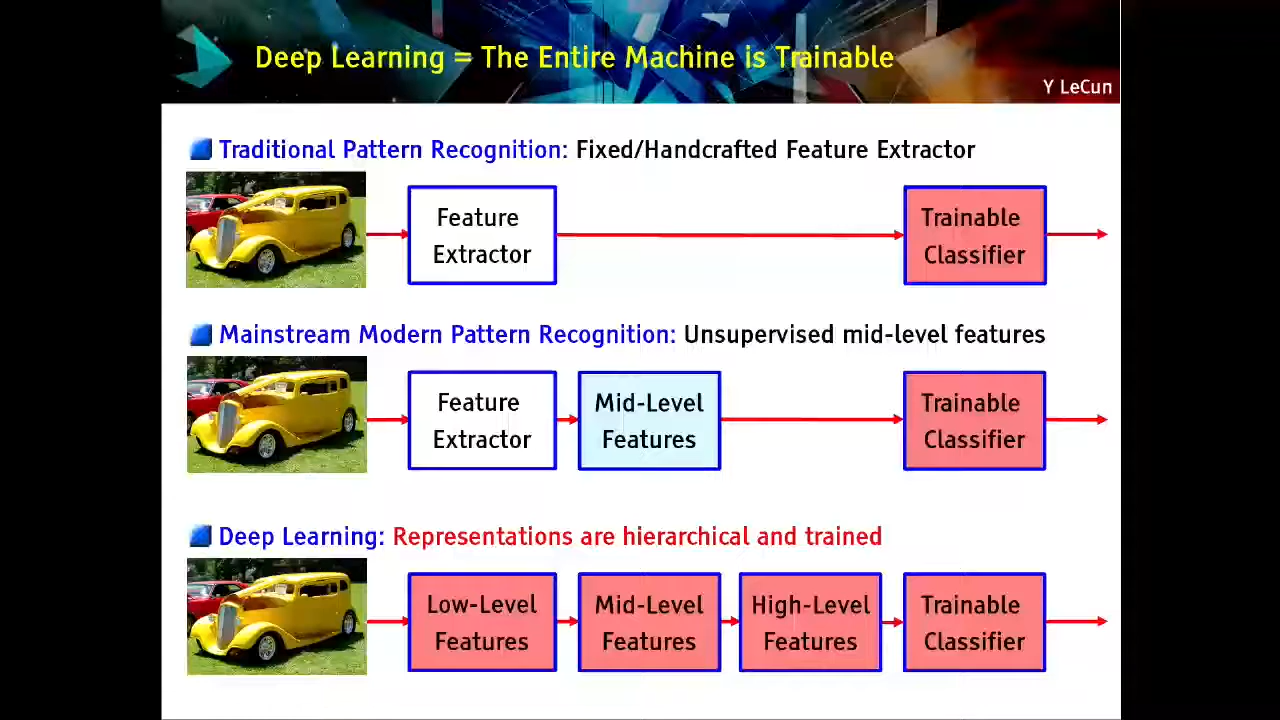 Deep Learning = The Entire Machine is Trainable
Y LeCun
Traditional Pattern Recognition: Fixed/Handcrafted Feature Extractor
Feature
Extractor
Trainable
Classifier
Mainstream Modern Pattern Recognition: Unsupervised mid-level features
Feature
Extractor
Mid-Level
Features
Trainable
Classifier
Deep Learning: Representations are hierarchical and trained
Low-Level
Features
Mid-Level
Features
High-Level
Features
Trainable
Classifier